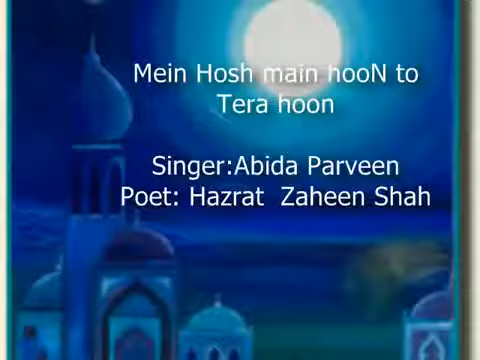 Mein Hosh main hooN to
Tera hoon
Singer:Abida Parveen
Poet: Hazrat Zaheen Shah